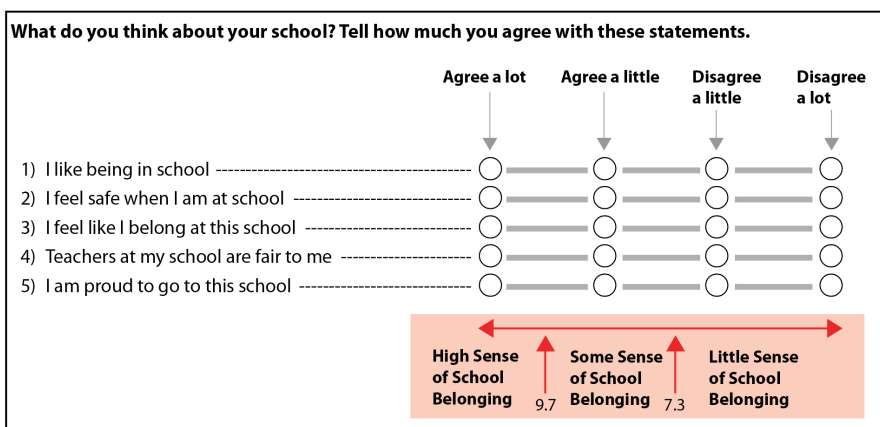 What do you think about your school? Tell how much you agree with these statements.
Agree a lot Agree a little Disagree a little Disagree a lot
1) I like being in school
2) I feel safe when I am at school
3) I feel like I belong at this school
4) Teachers at my school are fair to me
5) I am proud to go to this school
High Sense of School Belonging
9.7
Some Sense of School Belonging
7.3
Little Sense of School Belonging